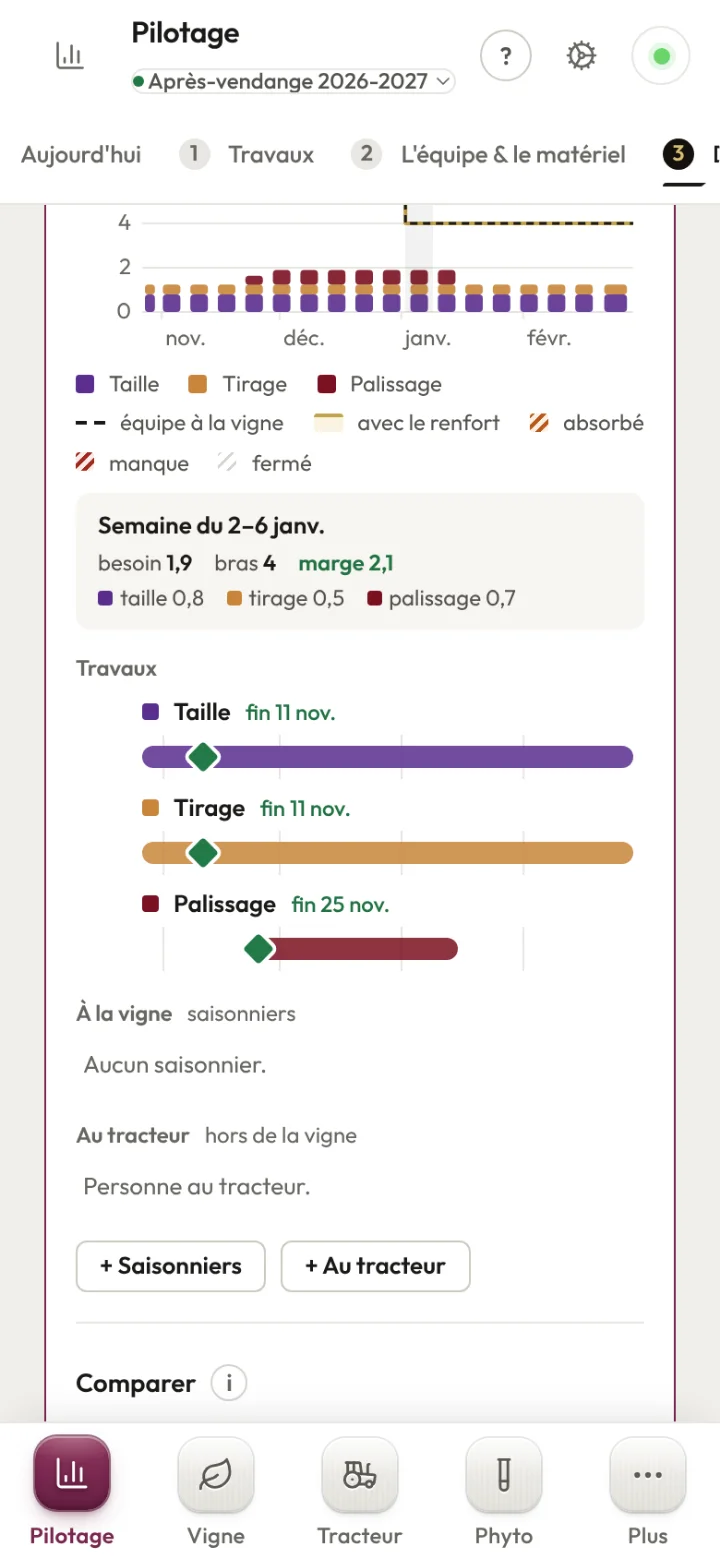 Pilotage
Après-vendange 2026-2027
?
Aujourd'hui 1 Travaux 2 L'équipe & le matériel 3
4
2
0
nov. déc. janv. févr.
Taille Tirage Palissage
équipe à la vigne avec le renfort absorbé
manque fermé
Semaine du 2–6 janv.
besoin 1,9 bras 4 marge 2,1
taille 0,8 tirage 0,5 palissage 0,7
Travaux
Taille fin 11 nov.
Tirage fin 11 nov.
Palissage fin 25 nov.
À la vigne saisonniers
Aucun saisonnier.
Au tracteur hors de la vigne
Personne au tracteur.
+ Saisonniers + Au tracteur
Comparer i
Pilotage Vigne Tracteur Phyto Plus